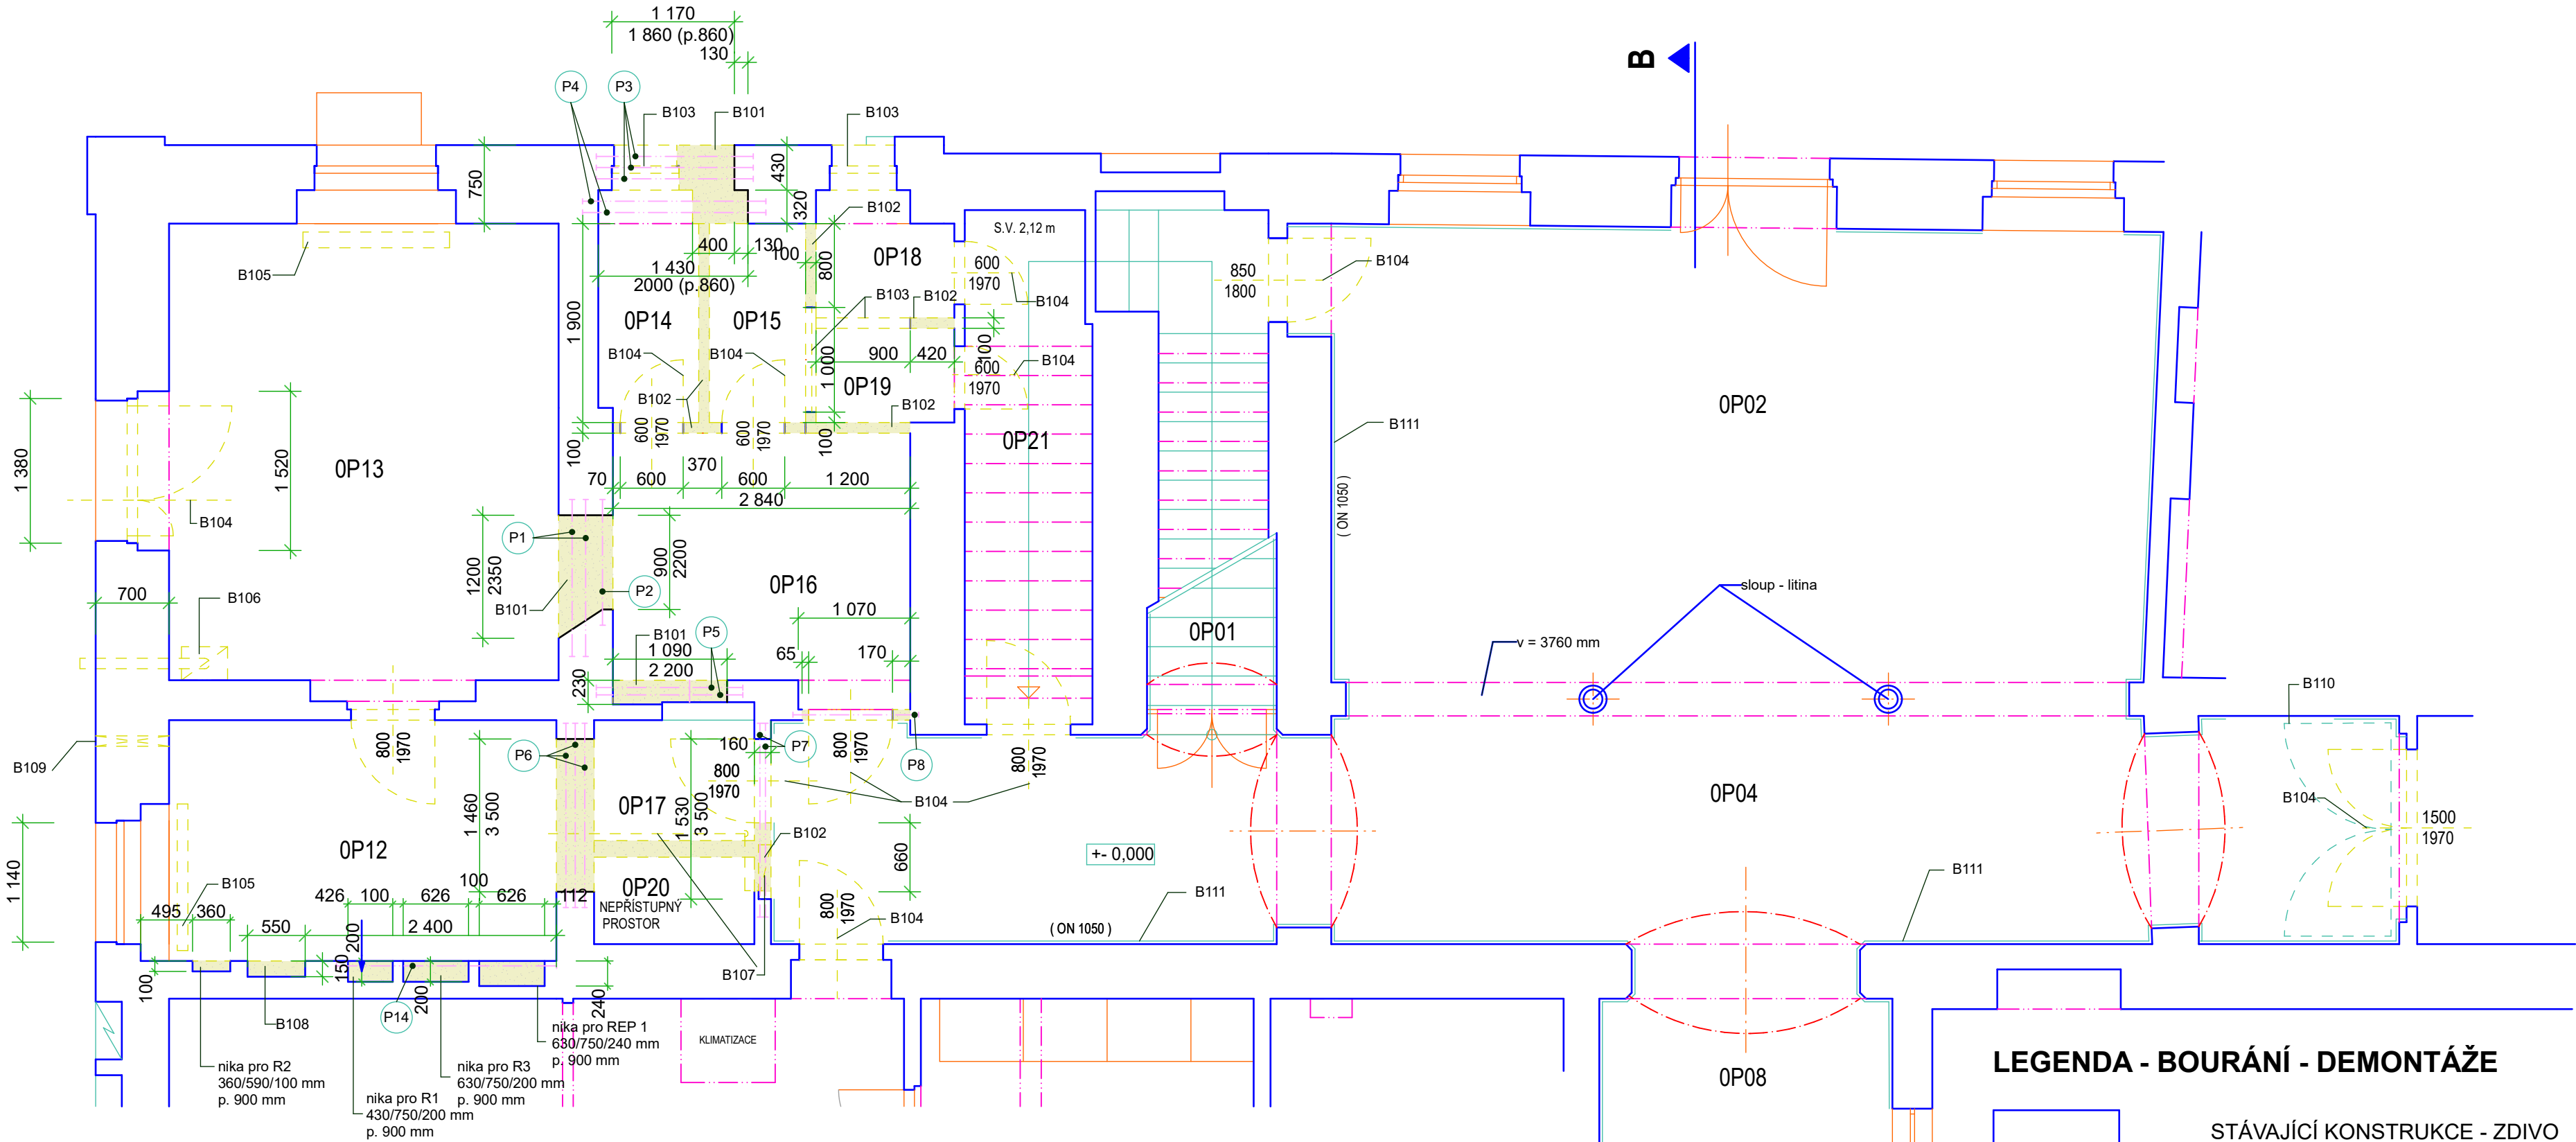 1 170
1 860 (p.860)
130
B
P4
P3
B103
B101
B103
750
430
320
B102
S.V. 2,12 m
400
130
100
800
0P18
600
1970
B104
850
1800
B104
B105
1 430
2000 (p.860)
B103
B102
1 900
0P14
0P15
B104
B104
900
420
100
600
1970
B104
1 000
0P19
0P02
B102
B102
600
1970
600
1970
100
100
0P21
B111
1 380
1 520
0P13
370
70
600
600
1 200
2 840
( ON 1050 )
B104
P1
1200
2350
900
2200
0P16
P2
B101
sloup - litina
700
B106
1 070
B101
P5
1 090
2 200
65
170
230
0P01
v = 3760 mm
B110
B109
800
1970
P6
160
P7
800
1970
800
1970
P8
800
1970
0P04
1 460
3 500
0P17
1 530
3 500
B104
B104
1500
1970
B102
660
+- 0,000
1 140
0P12
B105
100
426
100
626
626
112
0P20
NEPŘÍSTUPNÝ
PROSTOR
495
360
550
2 400
800
1970
B104
( ON 1050 )
B111
B111
100
150
200
200
240
B107
P14
B108
nika pro REP 1
630/750/240 mm
p. 900 mm
KLIMATIZACE
nika pro R2
360/590/100 mm
p. 900 mm
nika pro R3
630/750/200 mm
p. 900 mm
nika pro R1
430/750/200 mm
p. 900 mm
0P08
LEGENDA - BOURÁNÍ - DEMONTÁŽE
STÁVAJÍCÍ KONSTRUKCE - ZDIVO